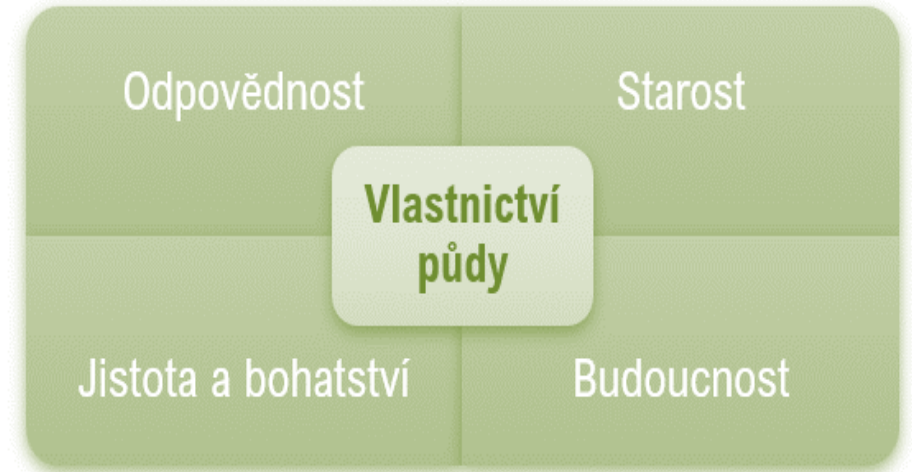 Odpovědnost
Starost
Vlastnictví
půdy
Jistota a bohatství
Budoucnost